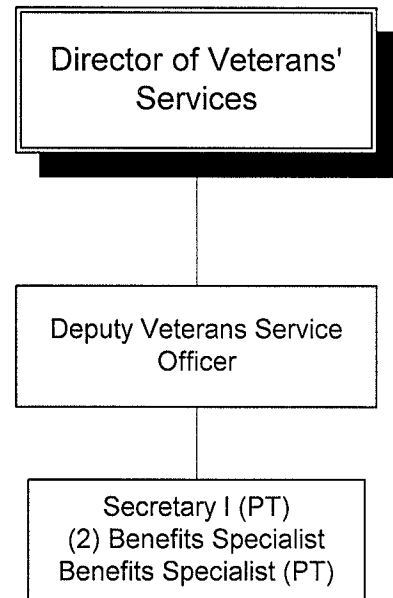 Director of Veterans'
Services
Deputy Veterans Service
Officer
Secretary I (PT)
(2) Benefits Specialist
Benefits Specialist (PT)